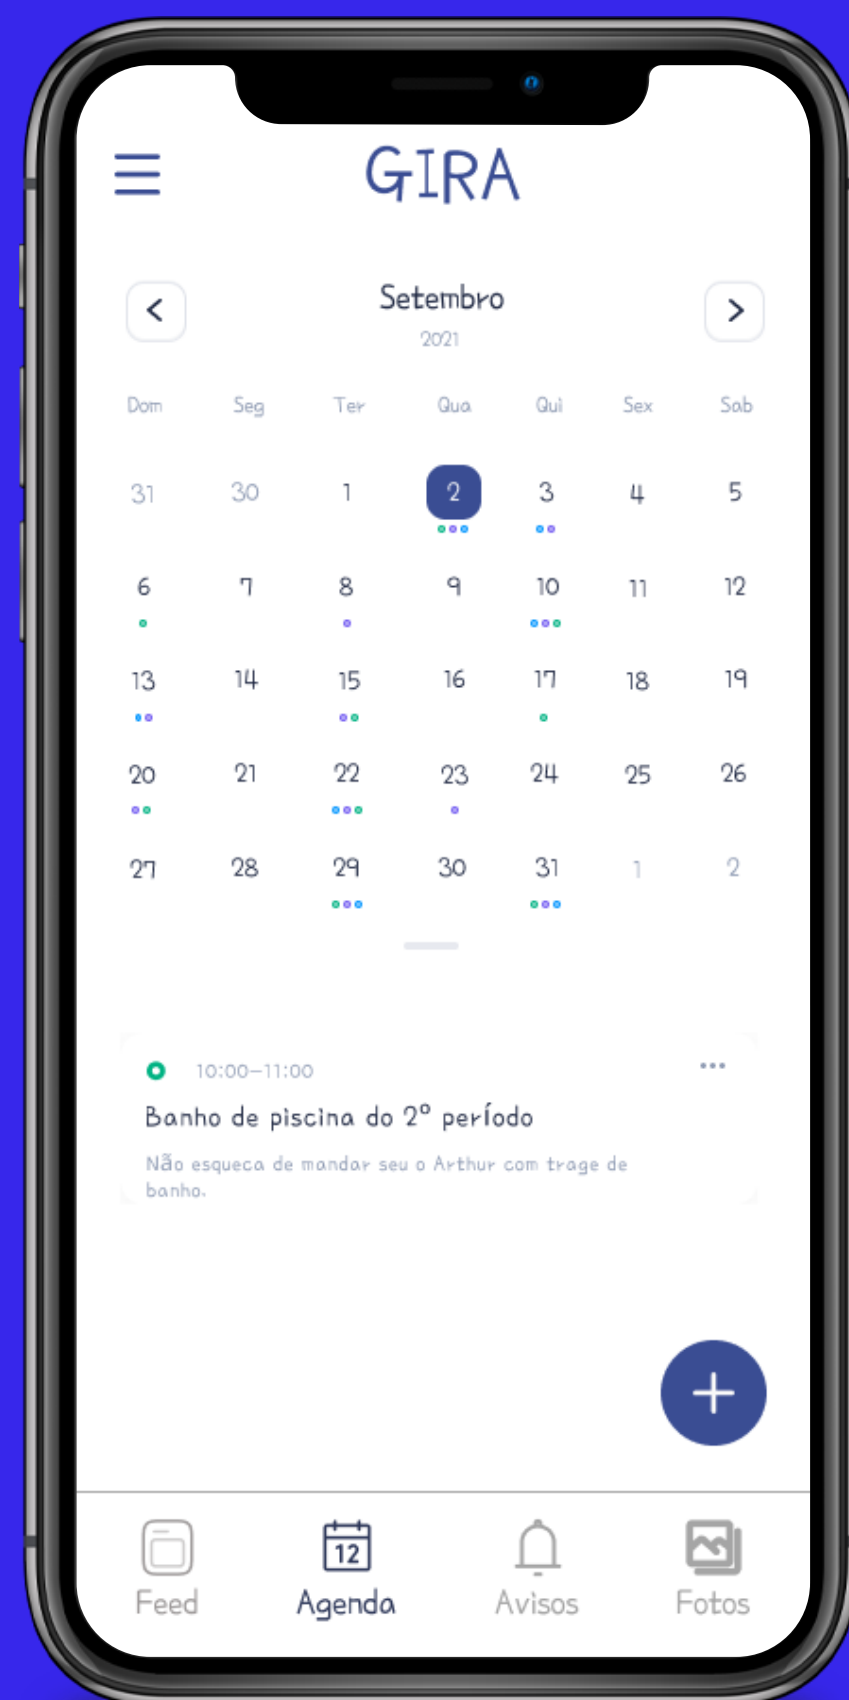 GIRA
Setembro
2021
Dom Seg Ter Qua Qui Sex Sab
31 30 1 2 3 4 5
6 7 8 9 10 11 12
13 14 15 16 17 18 19
20 21 22 23 24 25 26
27 28 29 30 31 1 2
10:00-11:00
Banho de piscina do 2º período
Não esqueca de mandar seu o Arthur com trage de
banho.
12
Feed Agenda Avisos Fotos